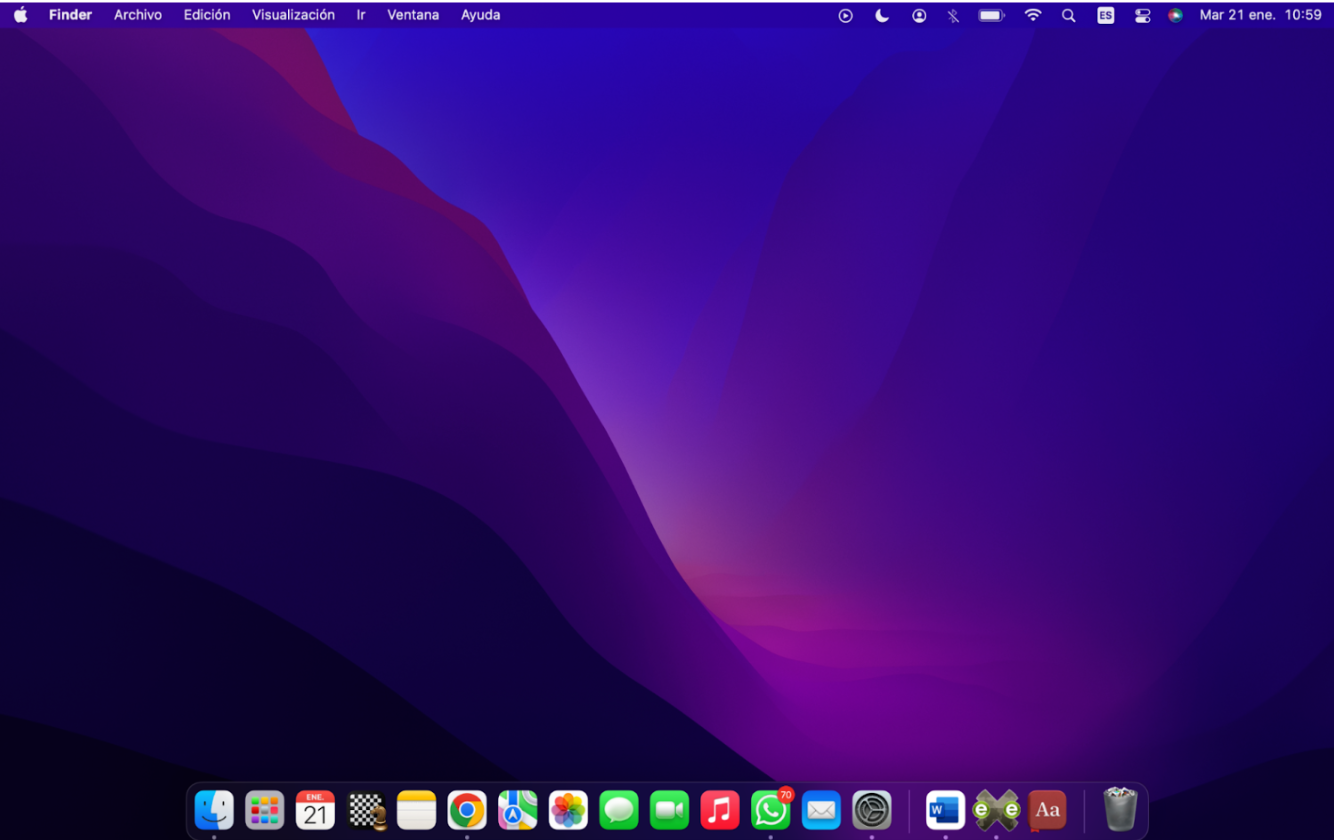 Finder Archivo Edición Visualización Ir Ventana Ayuda ES Mar 21 ene. 10:59
ENE. 70
21 W e e Aa